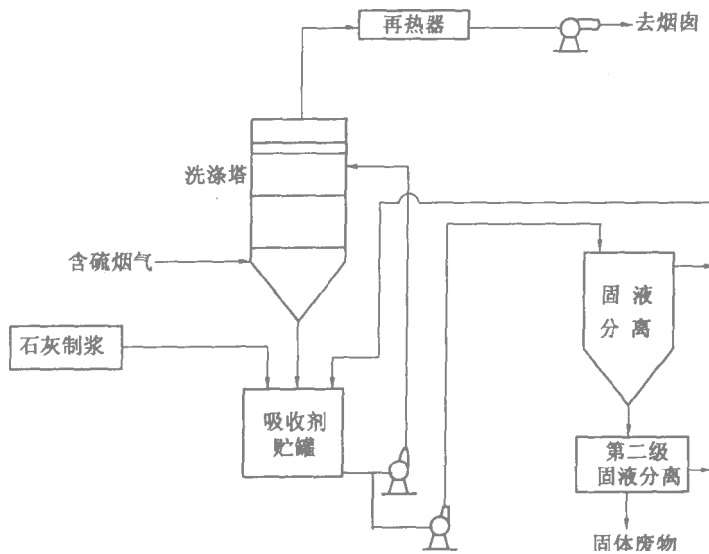 再热器
去烟囱
洗涤塔
含硫烟气
固液
分离
石灰制浆
吸收剂
贮罐
第二级
固液分离
固体废物